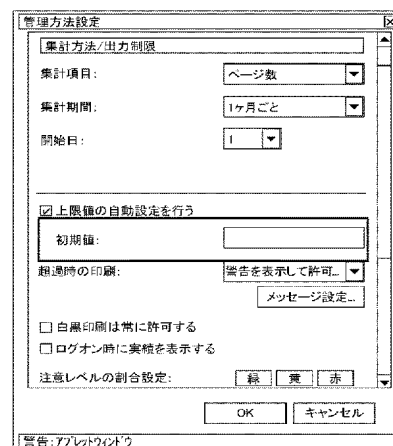 管理方法設定
集計方法/出力制限
集計項目: ページ数
集計期間: 1ヶ月ごと
開始日: 1
上限値の自動設定を行う
初期値:
超過時の印刷: 警告を表示して許可...
メッセージ設定...
白黒印刷は常に許可する
ログオン時に実績を表示する
注意レベルの割合設定: 緑 黄 赤
OK キャンセル
警告:アプレットウィンドウ